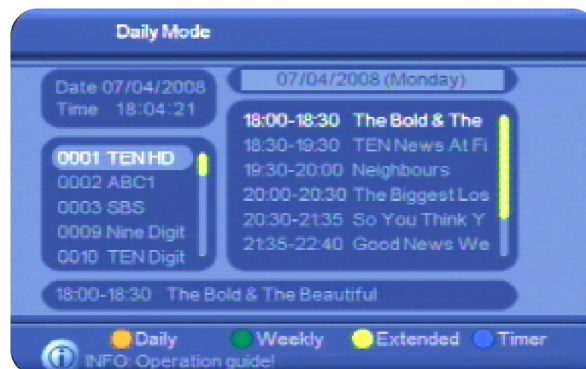 Daily Mode
Date 07/04/2008
Time 18:04:21
07/04/2008 (Monday)
0001 TEN HD
0002 ABC1
0003 SBS
0009 Nine Digit
0010 TEN Digit
18:00-18:30 The Bold & The
18:30-19:30 TEN News At Fi
19:30-20:00 Neighbours
20:00-20:30 The Biggest Los
20:30-21:35 So You Think Y
21:35-22:40 Good News We
18:00-18:30 The Bold & The Beautiful
Daily Weekly Extended Timer
INFO: Operation guide!